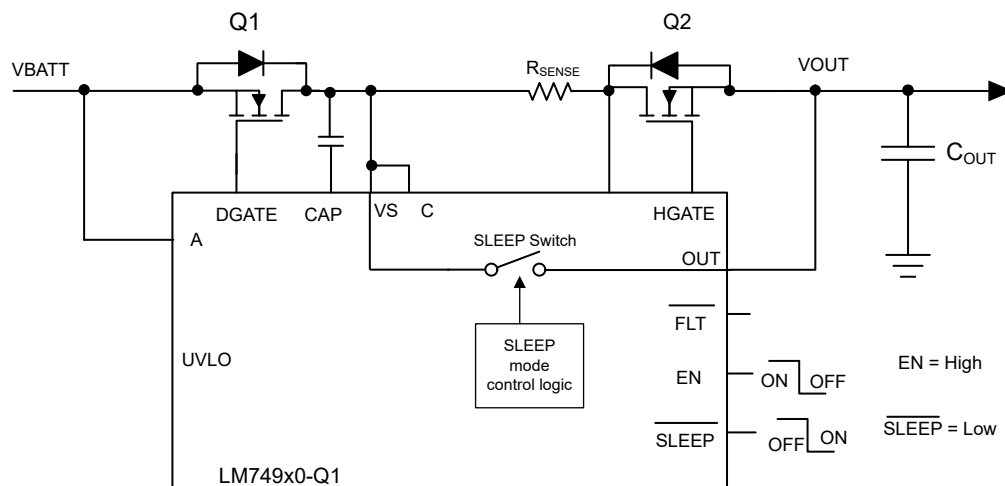 Q1
Q2
VBATT
RSENSE
VOUT
COUT
DGATE
CAP
VS
C
HGATE
A
SLEEP Switch
OUT
FLT
UVLO
SLEEP
mode
control logic
EN
ON
OFF
EN = High
SLEEP
OFF
ON
SLEEP = Low
LM749x0-Q1